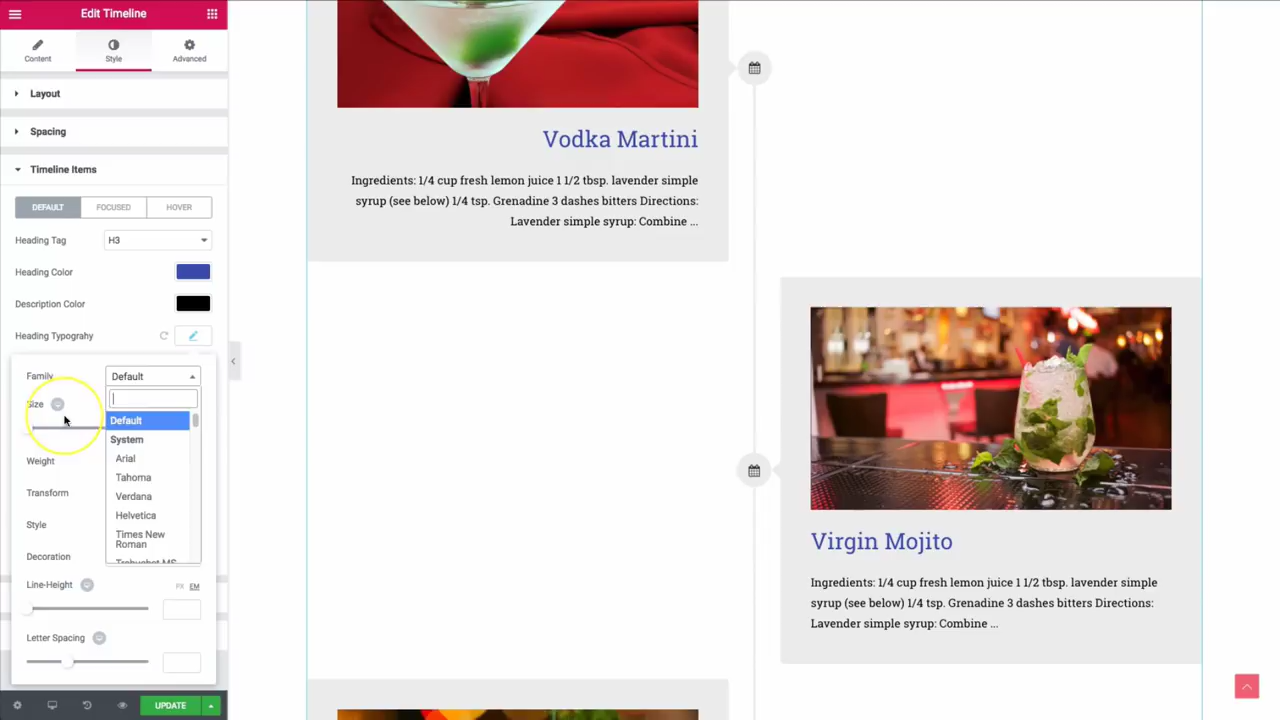 Edit Timeline
Content
Style
Advanced
Layout
Spacing
Timeline Items
DEFAULT
FOCUSED
HOVER
Heading Tag
H3
Heading Color
Description Color
Heading Typograhy
Family
Default
Size
Default
System
Arial
Tahoma
Verdana
Helvetica
Times New
Roman
Trebuchet MS
Weight
Transform
Style
Decoration
Line-Height
PX
EM
Letter Spacing
UPDATE
Vodka Martini
Ingredients: 1/4 cup fresh lemon juice 1 1/2 tbsp. lavender simple
syrup (see below) 1/4 tsp. Grenadine 3 dashes bitters Directions:
Lavender simple syrup: Combine ...
Virgin Mojito
Ingredients: 1/4 cup fresh lemon juice 1 1/2 tbsp. lavender simple
syrup (see below) 1/4 tsp. Grenadine 3 dashes bitters Directions:
Lavender simple syrup: Combine ...